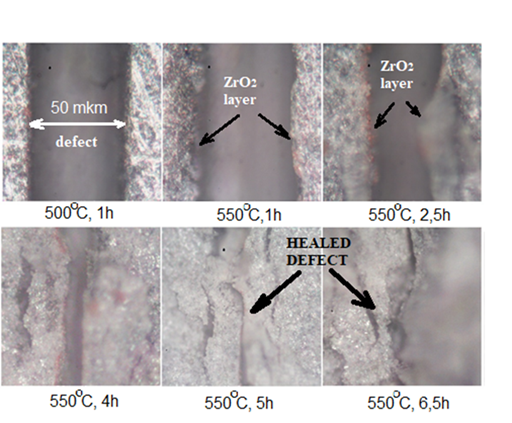 50 mkm
defect
ZrO2
layer
ZrO2
layer
500°C, 1h
550°C,1h
550°C, 2,5h
HEALED
DEFECT
550°C, 4h
550°C, 5h
550°C, 6,5h